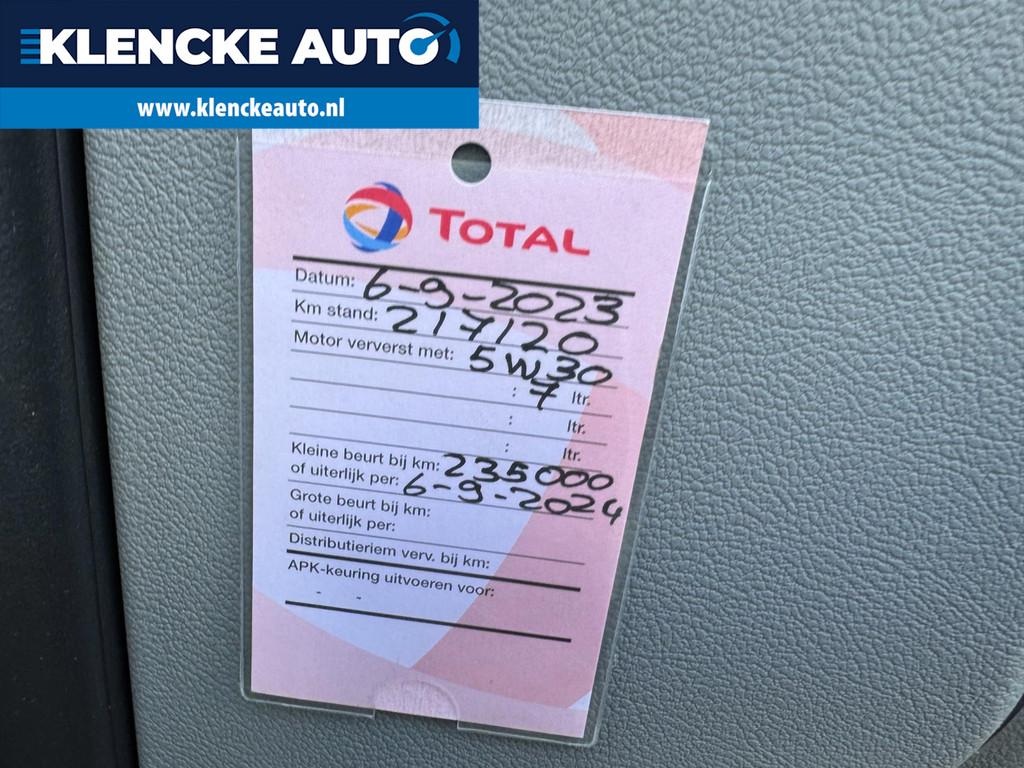 KLENCKE AUTO
www.klenckeauto.nl
TOTAL
Datum: 6-9-2023
Km stand: 217120
Motor ververst met: 5W30
: 7 ltr.
: ltr.
: ltr.
Kleine beurt bij km: 235000
of uiterlijk per: 6-9-2024
Grote beurt bij km:
of uiterlijk per:
Distributieriem verv. bij km:
APK-keuring uitvoeren voor:
- -